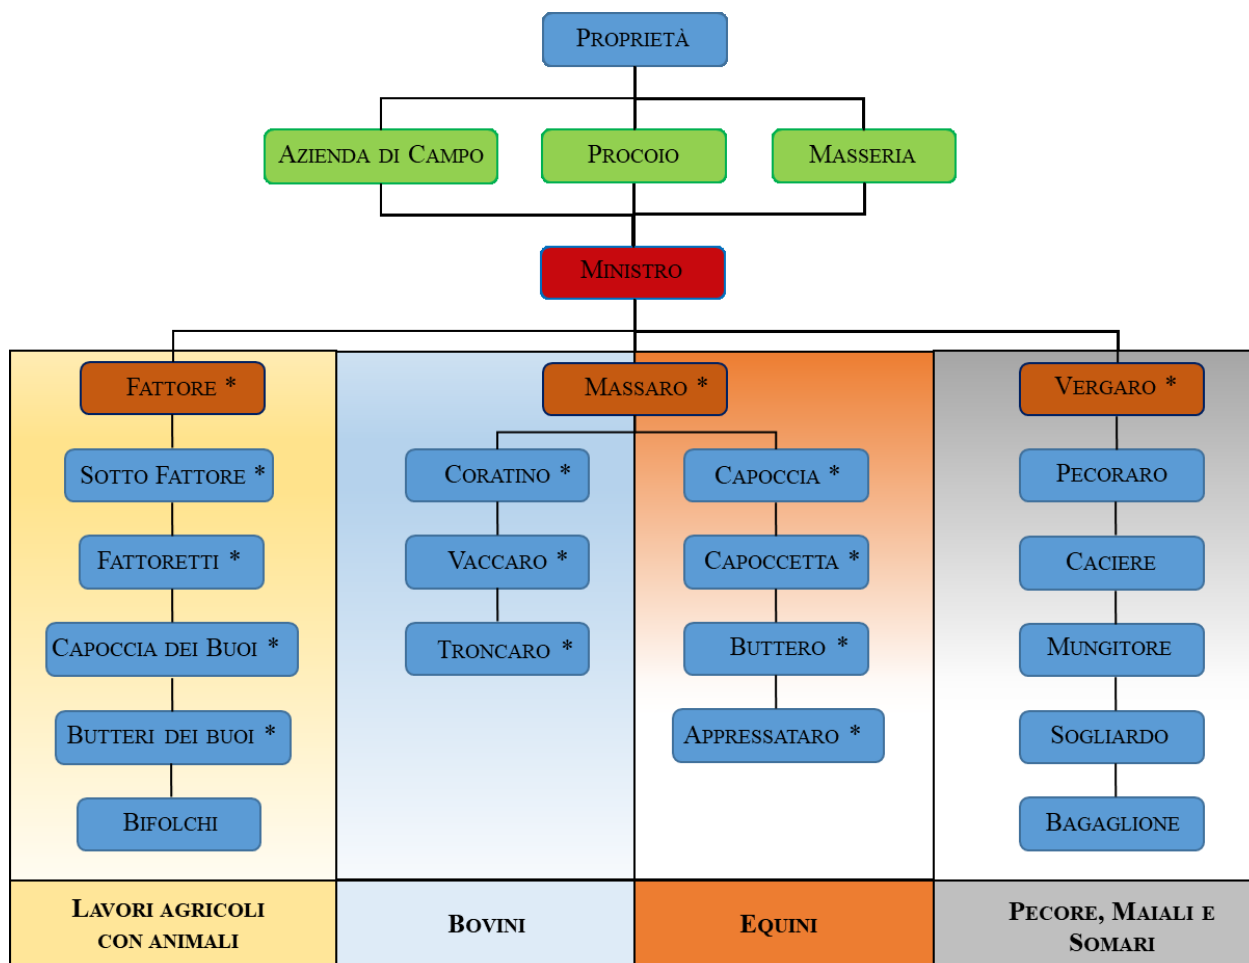 Proprietà
Azienda di Campo
Procoio
Masseria
Ministro
Fattore *
Massaro *
Vergaro *
Sotto Fattore *
Coratino *
Capoccia *
Pecoraro
Fattoretti *
Vaccaro *
Capoccetta *
Caciere
Capoccia dei Buoi *
Troncaro *
Buttero *
Mungitore
Butteri dei buoi *
Appressataro *
Sogliardo
Bifolchi
Bagaglione
Lavori agricoli
con animali
Bovini
Equini
Pecore, Maiali e
Somari